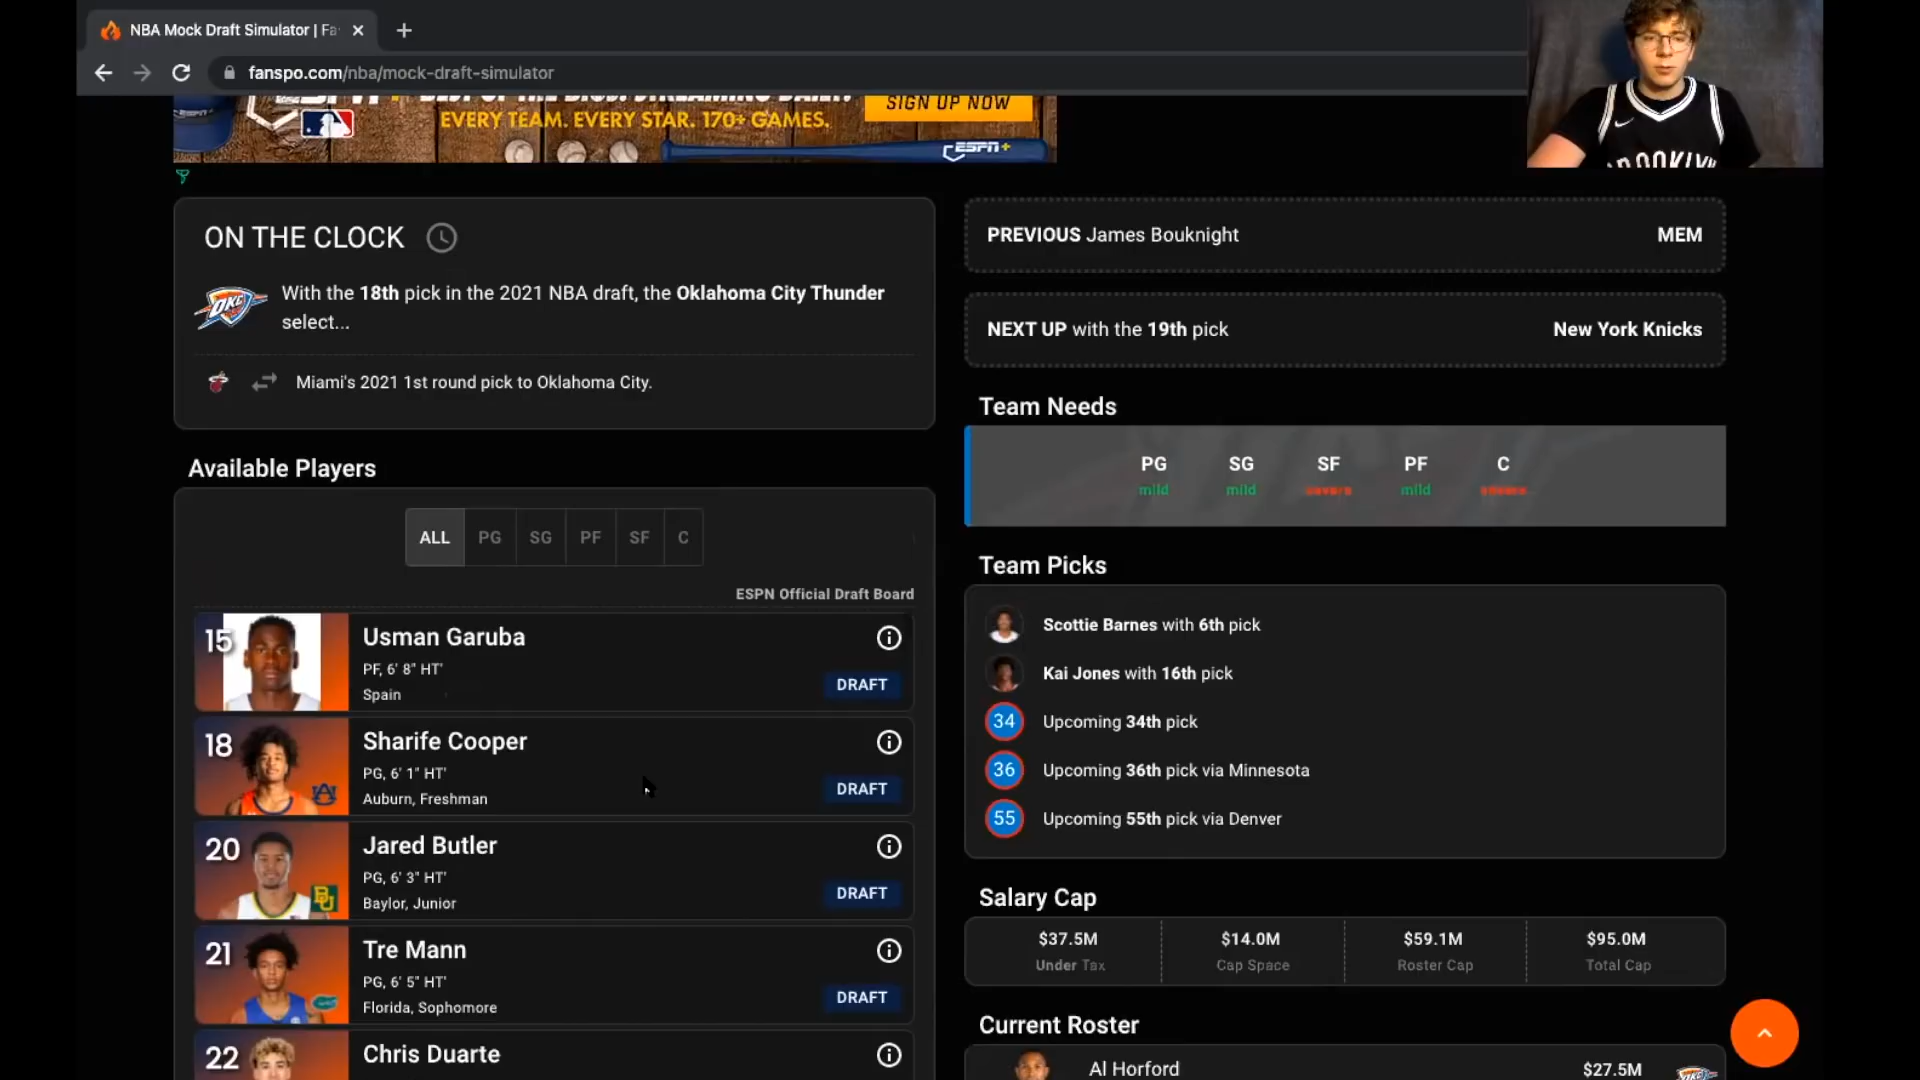 NBA Mock Draft Simulator | Fa
fanspo.com/nba/mock-draft-simulator
SIGN UP NOW
EVERY TEAM. EVERY STAR. 170+ GAMES.
ESPN+
BROOKLYN
ON THE CLOCK
With the 18th pick in the 2021 NBA draft, the Oklahoma City Thunder
select...
Miami's 2021 1st round pick to Oklahoma City.
PREVIOUS James Bouknight
MEM
NEXT UP with the 19th pick
New York Knicks
Team Needs
PG SG SF PF C
mild mild severe mild severe
Available Players
ALL PG SG PF SF C
ESPN Official Draft Board
15
Usman Garuba
PF, 6' 8" HT'
Spain
DRAFT
18
Sharife Cooper
PG, 6' 1" HT'
Auburn, Freshman
DRAFT
20
Jared Butler
PG, 6' 3" HT'
Baylor, Junior
DRAFT
21
Tre Mann
PG, 6' 5" HT'
Florida, Sophomore
DRAFT
22
Chris Duarte
Team Picks
Scottie Barnes with 6th pick
Kai Jones with 16th pick
34 Upcoming 34th pick
36 Upcoming 36th pick via Minnesota
55 Upcoming 55th pick via Denver
Salary Cap
$37.5M $14.0M $59.1M $95.0M
Under Tax Cap Space Roster Cap Total Cap
Current Roster
Al Horford
$27.5M
OKC